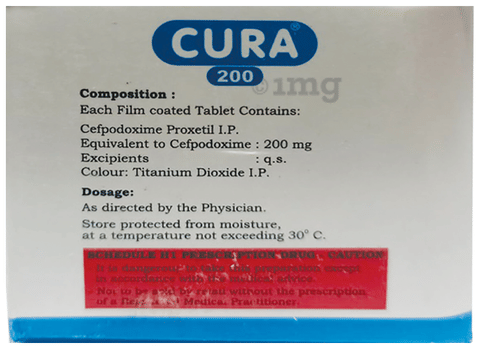 CURA®
200
© 1mg
Composition :
Each Film coated Tablet Contains:
Cefpodoxime Proxetil I.P.
Equivalent to Cefpodoxime : 200 mg
Excipients : q.s.
Colour: Titanium Dioxide I.P.
Dosage:
As directed by the Physician.
Store protected from moisture,
at a temperature not exceeding 30° C.
SCHEDULE H1 PRESCRIPTION DRUG, CAUTION
It is dangerous to take this preparation except
in accordance with the medical advice.
Not to be sold by retail without the prescription
of a Medical Practitioner.